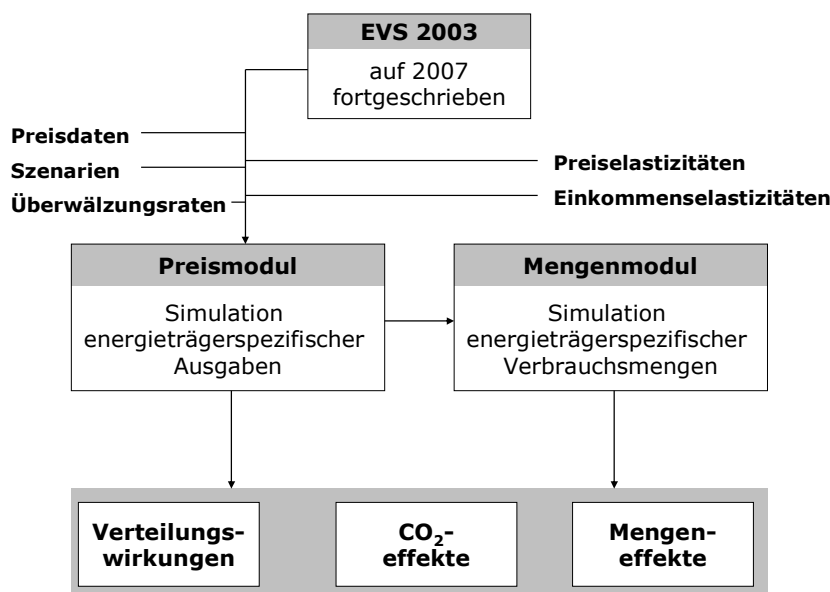 EVS 2003
auf 2007
fortgeschrieben
Preisdaten
Szenarien
Überwälzungsraten
Preiselastizitäten
Einkommenselastizitäten
Preismodul
Simulation
energieträgerspezifischer
Ausgaben
Mengenmodul
Simulation
energieträgerspezifischer
Verbrauchsmengen
Verteilungs-
wirkungen
CO₂-
effekte
Mengen-
effekte